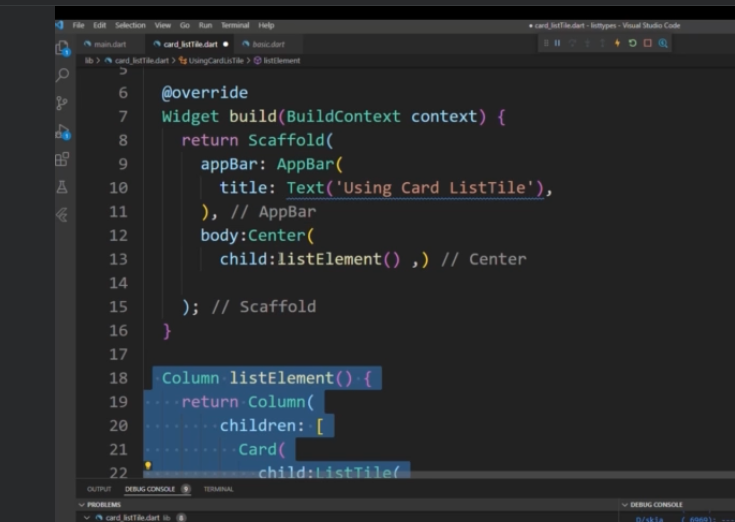 File Edit Selection View Go Run Terminal Help
card_listTile.dart - listtypes - Visual Studio Code
main.dart card_listTile.dart basic.dart
lib > card_listTile.dart > UsingCardLisTile > listElement
5
6 @override
7 Widget build(BuildContext context) {
8 return Scaffold(
9 appBar: AppBar(
10 title: Text('Using Card ListTile'),
11 ), // AppBar
12 body:Center(
13 child:listElement() ,) // Center
14
15 ); // Scaffold
16 }
17
18 Column listElement() {
19 return Column(
20 children: [
21 Card(
22 child:ListTile(
OUTPUT DEBUG CONSOLE 9 TERMINAL
PROBLEMS
card_listTile.dart lib 8
DEBUG CONSOLE